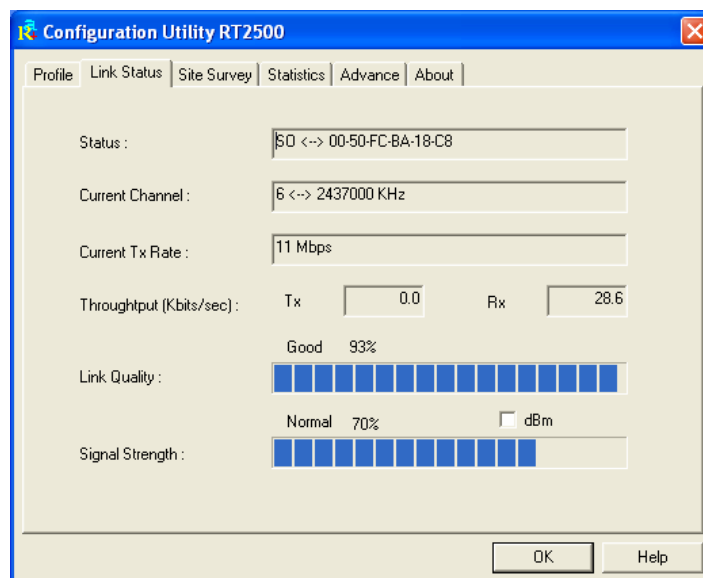 Configuration Utility RT2500
Profile Link Status Site Survey Statistics Advance About
Status : SO <--> 00-50-FC-BA-18-C8
Current Channel : 6 <--> 2437000 KHz
Current Tx Rate : 11 Mbps
Throughtput (Kbits/sec) : Tx 0.0 Rx 28.6
Good 93%
Link Quality :
Normal 70% dBm
Signal Strength :
OK Help